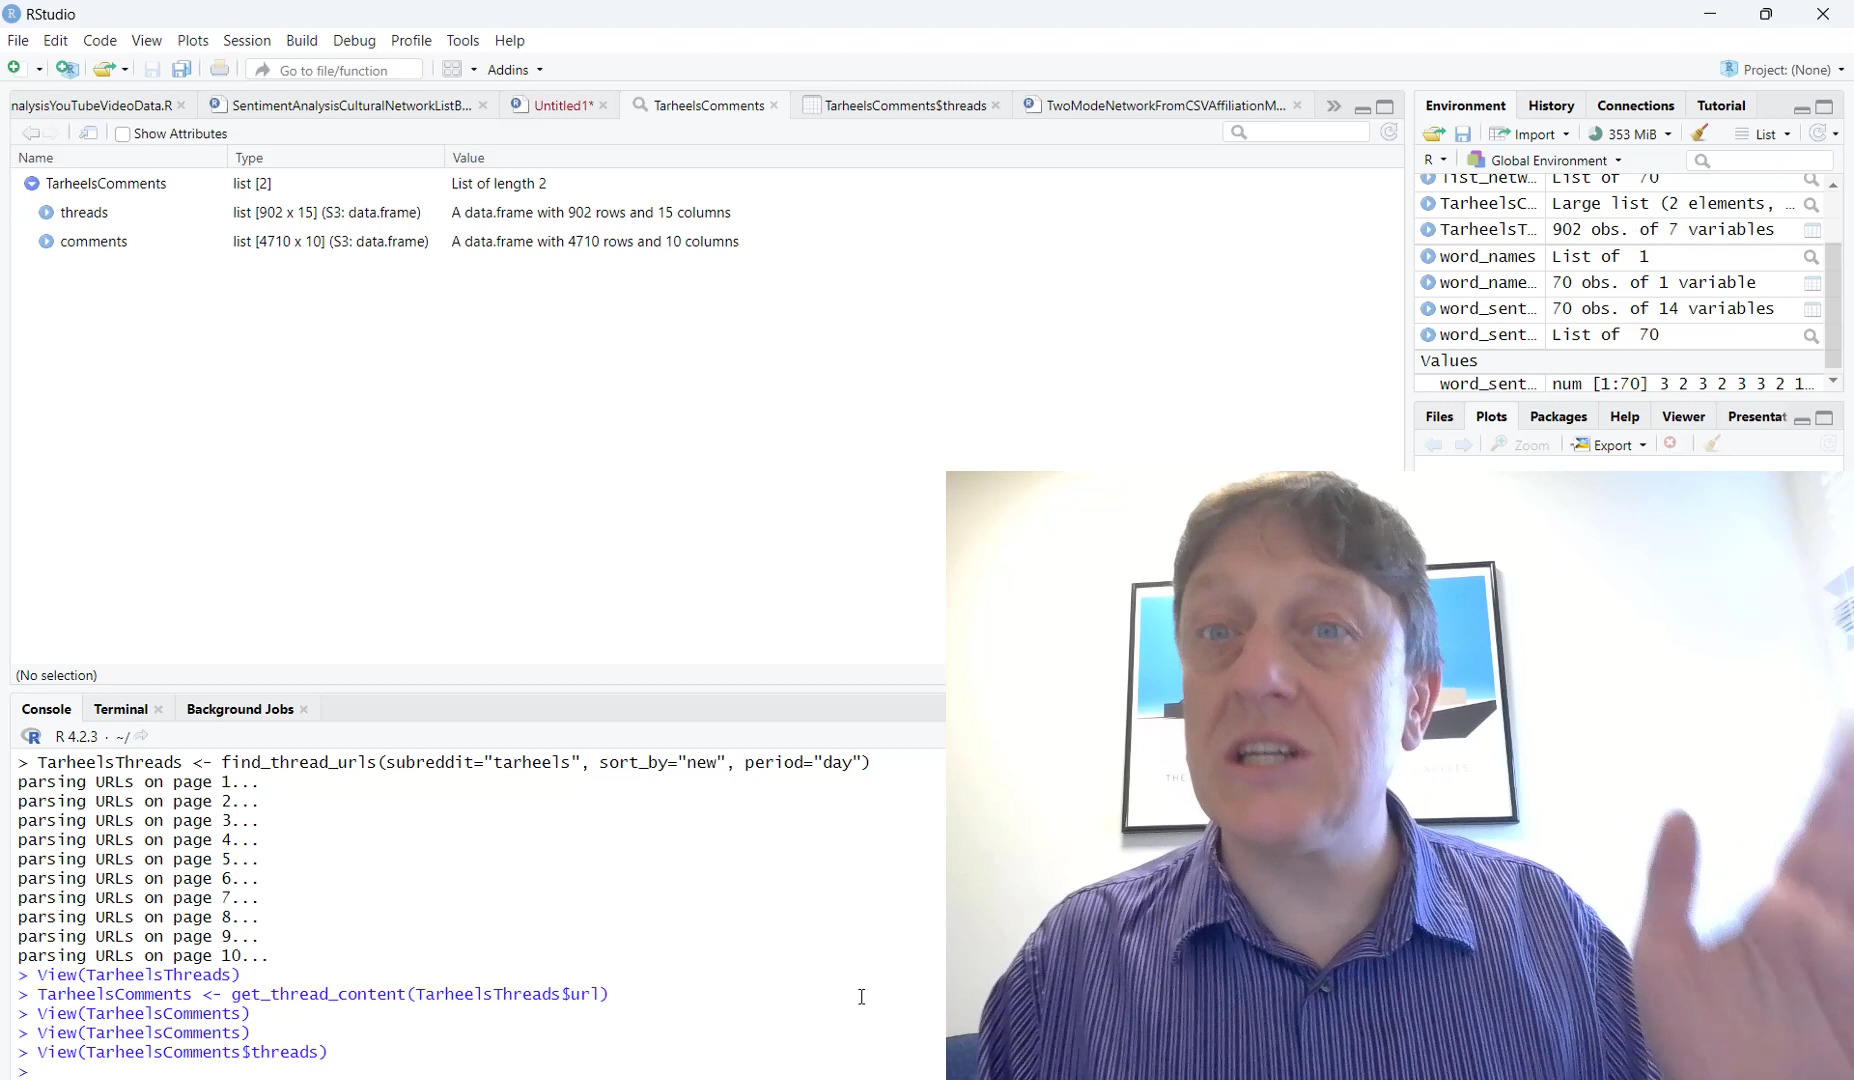 RStudio
File Edit Code View Plots Session Build Debug Profile Tools Help
Go to file/function Addins Project: (None)
nalysisYouTubeVideoData.R SentimentAnalysisCulturalNetworkListB... Untitled1* TarheelsComments TarheelsComments$threads TwoModeNetworkFromCSVAffiliationM...
Show Attributes
Name Type Value
TarheelsComments list [2] List of length 2
threads list [902 x 15] (S3: data.frame) A data.frame with 902 rows and 15 columns
comments list [4710 x 10] (S3: data.frame) A data.frame with 4710 rows and 10 columns
(No selection)
Console Terminal Background Jobs
R 4.2.3 · ~/
> TarheelsThreads <- find_thread_urls(subreddit="tarheels", sort_by="new", period="day")
parsing URLs on page 1...
parsing URLs on page 2...
parsing URLs on page 3...
parsing URLs on page 4...
parsing URLs on page 5...
parsing URLs on page 6...
parsing URLs on page 7...
parsing URLs on page 8...
parsing URLs on page 9...
parsing URLs on page 10...
> View(TarheelsThreads)
> TarheelsComments <- get_thread_content(TarheelsThreads$url)
> View(TarheelsComments)
> View(TarheelsComments)
> View(TarheelsComments$threads)
>
Environment History Connections Tutorial
Import 353 MiB List
R Global Environment
list_netw... List of 70
TarheelsC... Large list (2 elements, ...
TarheelsT... 902 obs. of 7 variables
word_names List of 1
word_name... 70 obs. of 1 variable
word_sent... 70 obs. of 14 variables
word_sent... List of 70
Values
word_sent... num [1:70] 3 2 3 2 3 3 2 1...
Files Plots Packages Help Viewer Presentat
Zoom Export
THE